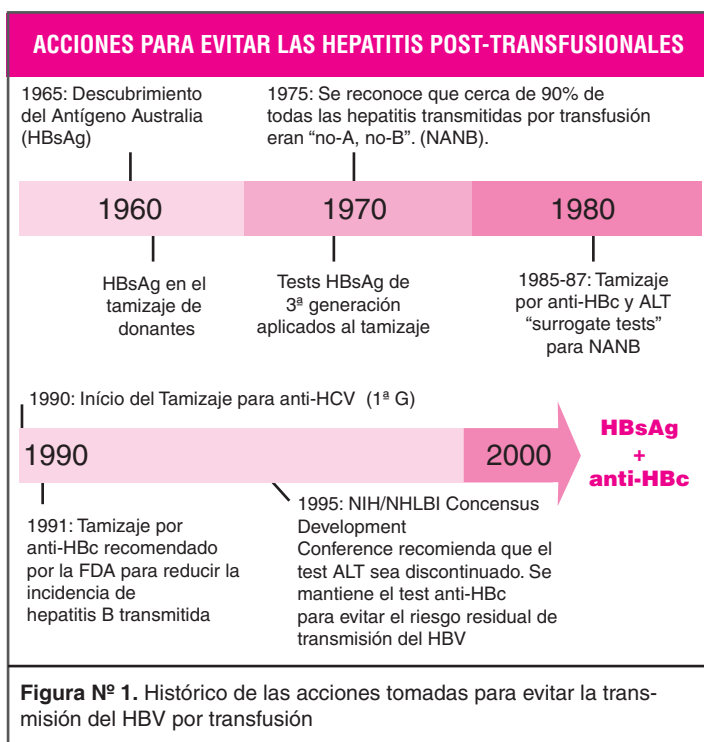 ACCIONES PARA EVITAR LAS HEPATITIS POST-TRANSFUSIONALES
1965: Descubrimiento
del Antígeno Australia
(HBsAg)
1975: Se reconoce que cerca de 90% de
todas las hepatitis transmitidas por transfusión
eran “no-A, no-B”. (NANB).
1960
1970
1980
HBsAg en el
tamizaje de
donantes
Tests HBsAg de
3ª generación
aplicados al tamizaje
1985-87: Tamizaje
por anti-HBc y ALT
“surrogate tests”
para NANB
1990: Início del Tamizaje para anti-HCV (1ª G)
1990
2000
HBsAg
+
anti-HBc
1991: Tamizaje por
anti-HBc recomendado
por la FDA para reducir la
incidencia de
hepatitis B transmitida
1995: NIH/NHLBI Concensus
Development
Conference recomienda que el
test ALT sea discontinuado. Se
mantiene el test anti-HBc
para evitar el riesgo residual de
transmisión del HBV
Figura Nº 1. Histórico de las acciones tomadas para evitar la trans-
misión del HBV por transfusión